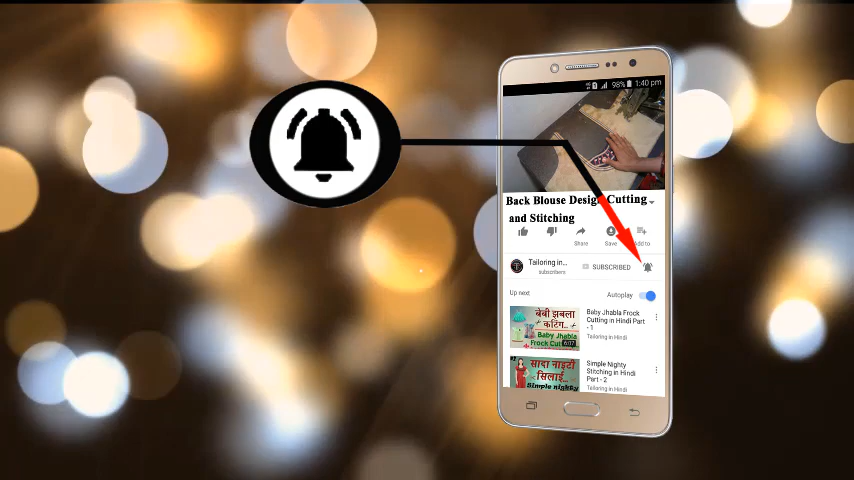 98% 1:40 pm
Back Blouse Design Cutting
and Stitching
Share Save Add to
Tailoring in...
subscribers
SUBSCRIBED
Up next
Autoplay
बेबी झबला
कटिंग...
Baby Jhabla
Frock Cut
Baby Jhabla Frock
Cutting in Hindi Part
- 1
Tailoring in Hindi
सादा नाइटी
सिलाई...
Simple nighty
Simple Nighty
Stitching in Hindi
Part - 2
Tailoring in Hindi